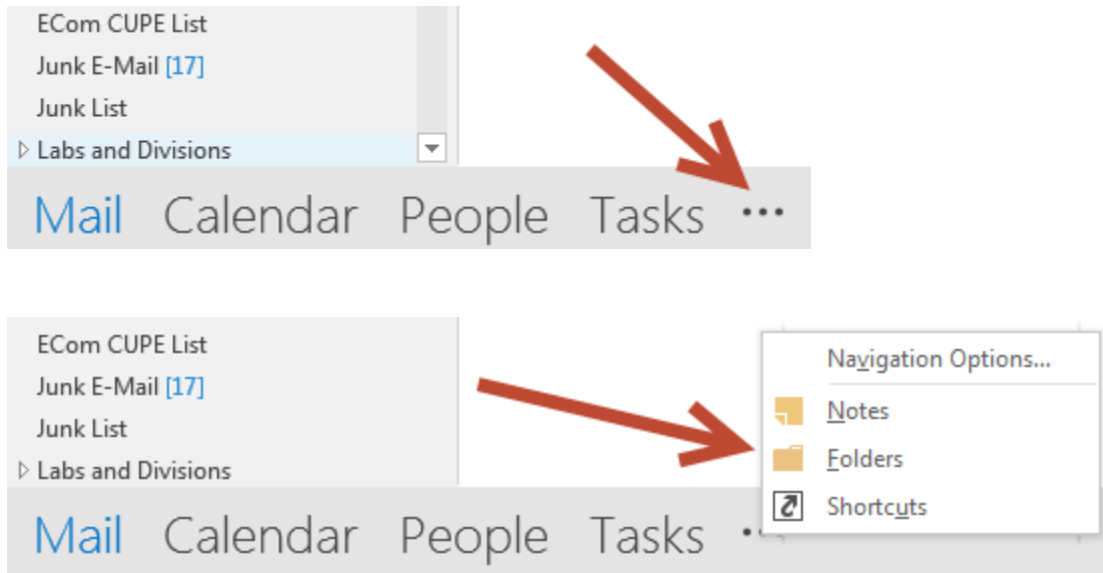 ECom CUPE List
Junk E-Mail [17]
Junk List
Labs and Divisions
Mail Calendar People Tasks •••
ECom CUPE List
Junk E-Mail [17]
Junk List
Labs and Divisions
Navigation Options...
Notes
Folders
Shortcuts
Mail Calendar People Tasks